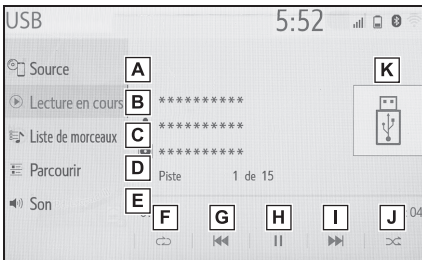 USB 5:52
Source A K
Lecture en cours B **********
Liste de morceaux C **********
**********
Parcourir D Piste 1 de 15
Son E
F G H I J :04